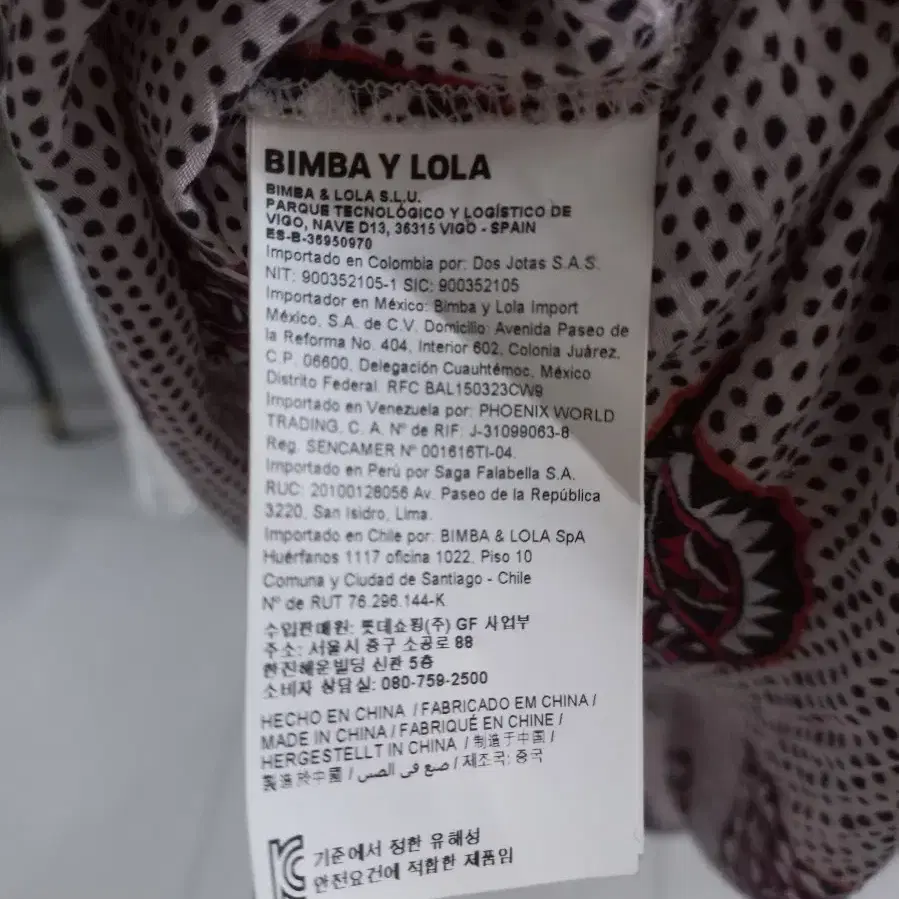 BIMBA Y LOLA
BIMBA & LOLA S.L.U.
PARQUE TECNOLÓGICO Y LOGÍSTICO DE
VIGO, NAVE D13, 36315 VIGO - SPAIN
ES-B-36950970
Importado en Colombia por: Dos Jotas S.A.S.
NIT: 900352105-1 SIC: 900352105
Importador en México: Bimba y Lola Import
México, S.A. de C.V. Domicilio: Avenida Paseo de
la Reforma No. 404, Interior 602, Colonia Juárez,
C.P. 06600, Delegación Cuauhtémoc, México
Distrito Federal. RFC BAL150323CW9
Importado en Venezuela por: PHOENIX WORLD
TRADING, C. A. Nº de RIF: J-31099063-8
Reg. SENCAMER Nº 001616TI-04.
Importado en Perú por Saga Falabella S.A.
RUC: 20100128056 Av. Paseo de la República
3220, San Isidro, Lima.
Importado en Chile por: BIMBA & LOLA SpA
Huérfanos 1117 oficina 1022, Piso 10
Comuna y Ciudad de Santiago - Chile
Nº de RUT 76.296.144-K
수입판매원: 롯데쇼핑(주) GF 사업부
주소: 서울시 중구 소공로 88
한진해운빌딩 신관 5층
소비자 상담실: 080-759-2500
HECHO EN CHINA / FABRICADO EM CHINA /
MADE IN CHINA / FABRIQUÉ EN CHINE /
HERGESTELLT IN CHINA / 制造于中国 /
製造於中國 / صنع في الصين / 제조국: 중국
기준에서 정한 유해성
안전요건에 적합한 제품임